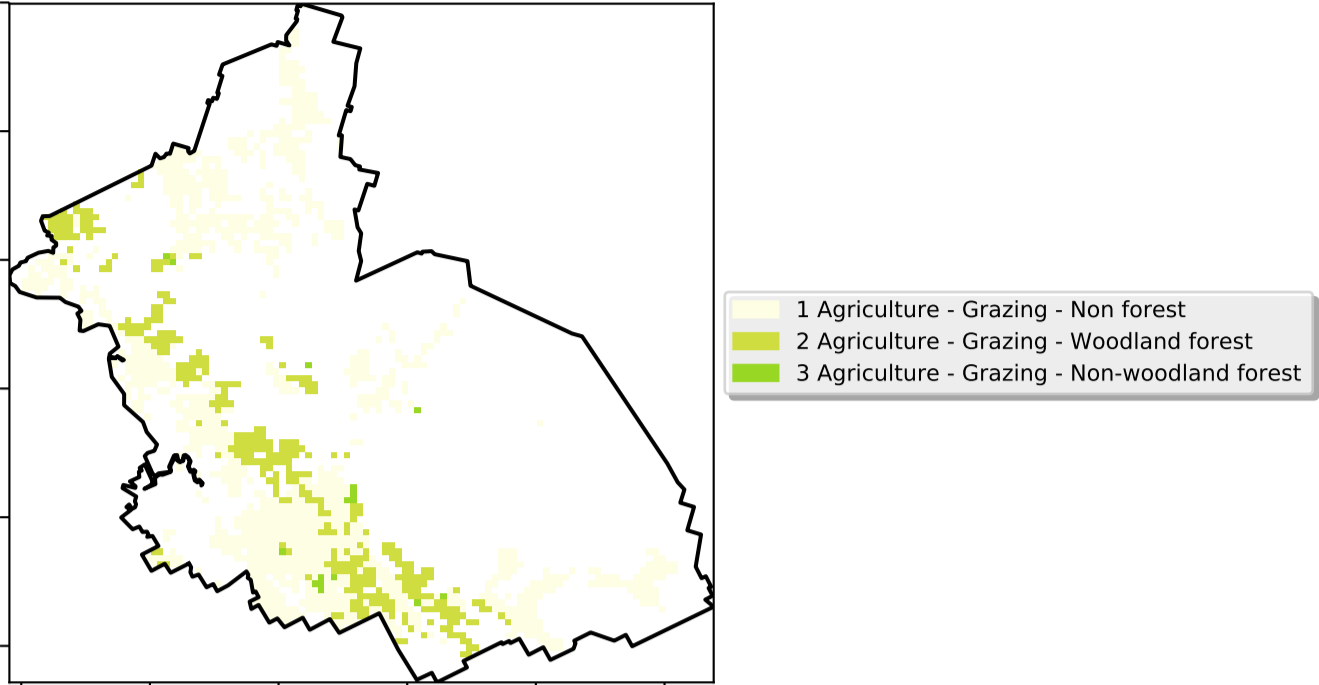 1 Agriculture - Grazing - Non forest
2 Agriculture - Grazing - Woodland forest
3 Agriculture - Grazing - Non-woodland forest